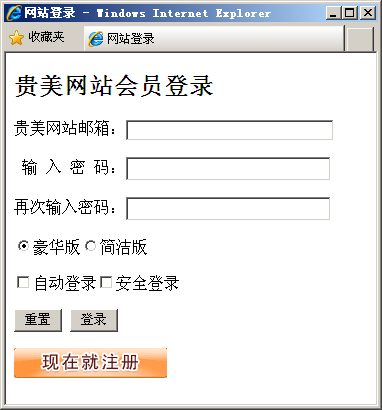 网站登录 - Windows Internet Explorer
收藏夹 网站登录
贵美网站会员登录
贵美网站邮箱：
输 入 密 码：
再次输入密码：
豪华版 简洁版
自动登录 安全登录
重置 登录
现在就注册